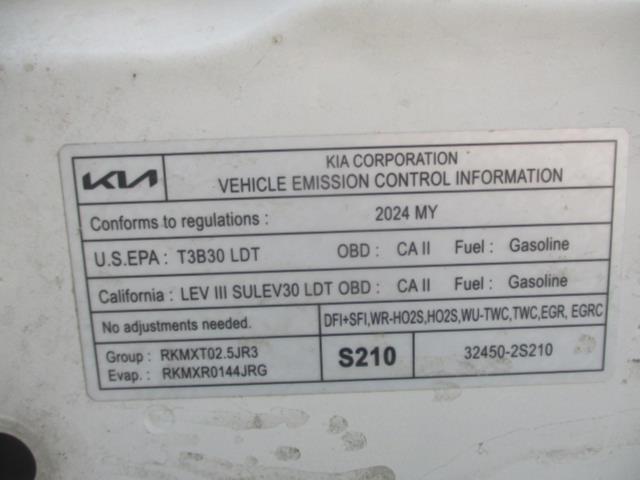 KIA
KIA CORPORATION
VEHICLE EMISSION CONTROL INFORMATION
Conforms to regulations : 2024 MY
U.S.EPA : T3B30 LDT OBD : CA II Fuel : Gasoline
California : LEV III SULEV30 LDT OBD : CA II Fuel : Gasoline
No adjustments needed. DFI+SFI,WR-HO2S,HO2S,WU-TWC,TWC,EGR, EGRC
Group : RKMXT02.5JR3
Evap. : RKMXR0144JRG
S210
32450-2S210